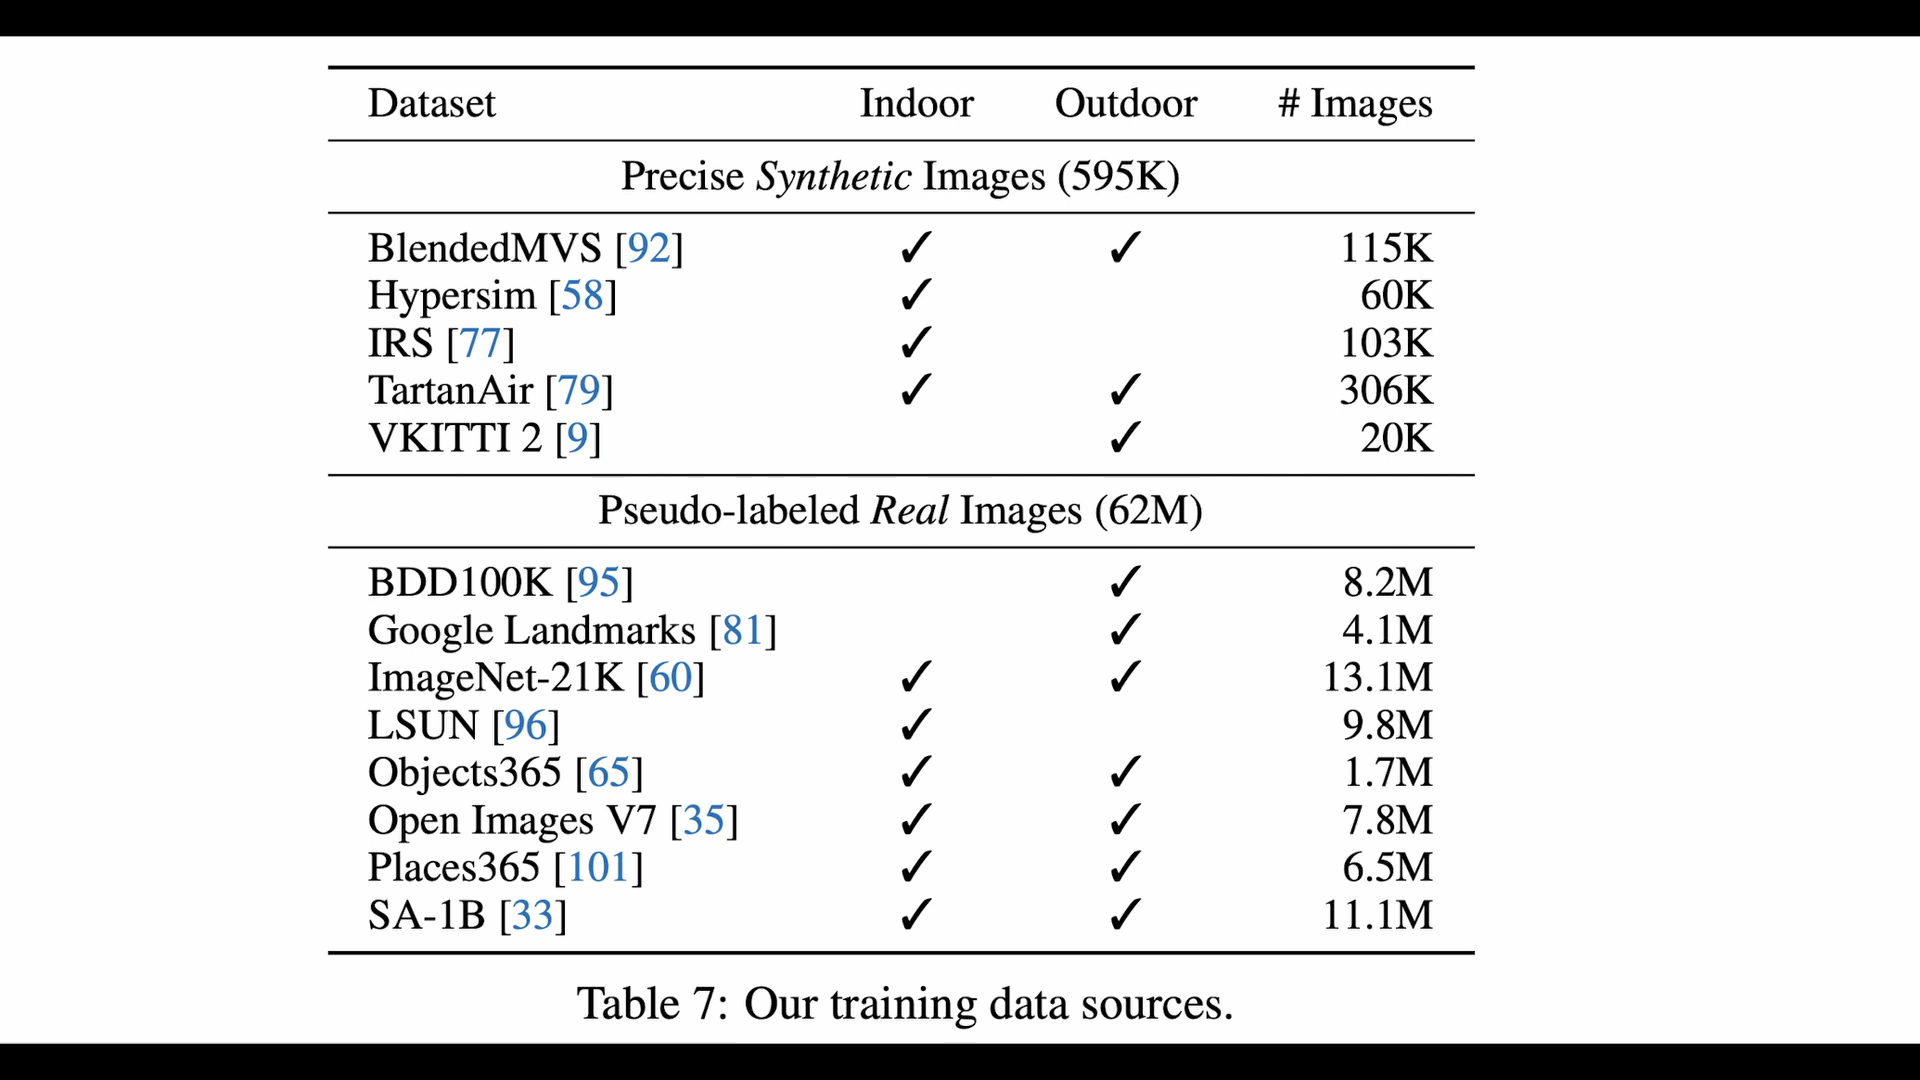 Dataset Indoor Outdoor # Images
Precise Synthetic Images (595K)
BlendedMVS [92] ✓ ✓ 115K
Hypersim [58] ✓ 60K
IRS [77] ✓ 103K
TartanAir [79] ✓ ✓ 306K
VKITTI 2 [9] ✓ 20K
Pseudo-labeled Real Images (62M)
BDD100K [95] ✓ 8.2M
Google Landmarks [81] ✓ 4.1M
ImageNet-21K [60] ✓ ✓ 13.1M
LSUN [96] ✓ 9.8M
Objects365 [65] ✓ ✓ 1.7M
Open Images V7 [35] ✓ ✓ 7.8M
Places365 [101] ✓ ✓ 6.5M
SA-1B [33] ✓ ✓ 11.1M
Table 7: Our training data sources.